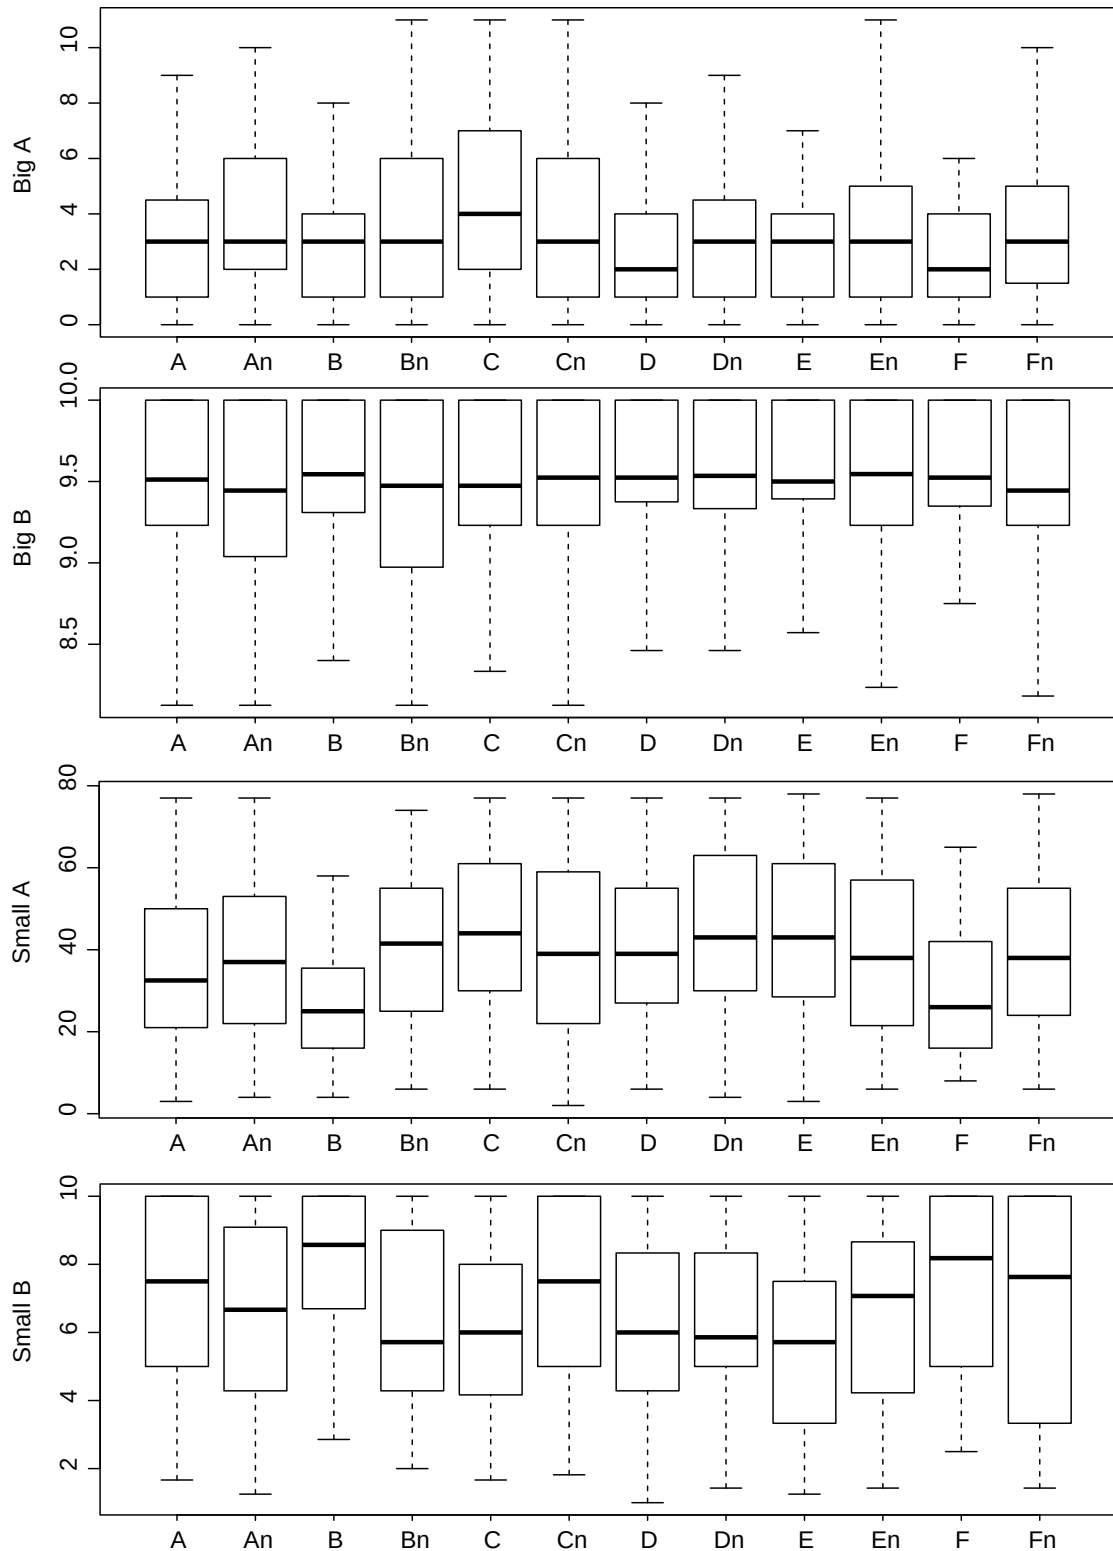 Big A
10
8
6
4
2
0
A An B Bn C Cn D Dn E En F Fn
Big B
10.0
9.5
9.0
8.5
A An B Bn C Cn D Dn E En F Fn
Small A
80
60
40
20
0
A An B Bn C Cn D Dn E En F Fn
Small B
10
8
6
4
2
A An B Bn C Cn D Dn E En F Fn